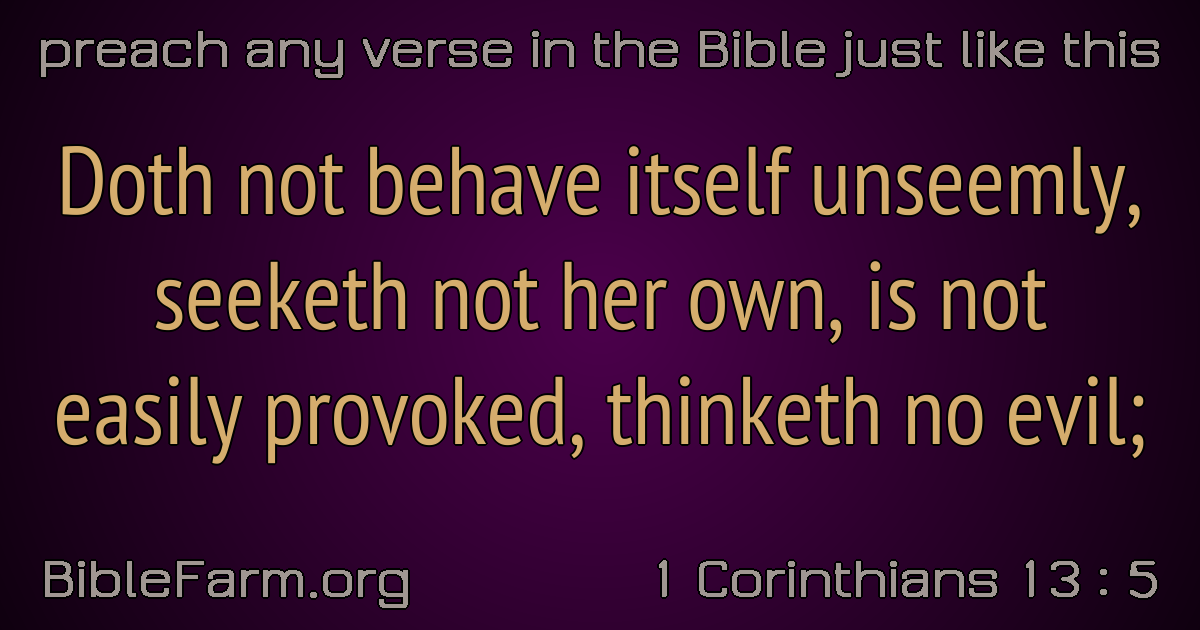 preach any verse in the Bible just like this
Doth not behave itself unseemly,
seeketh not her own, is not
easily provoked, thinketh no evil;
BibleFarm.org
1 Corinthians 13 : 5